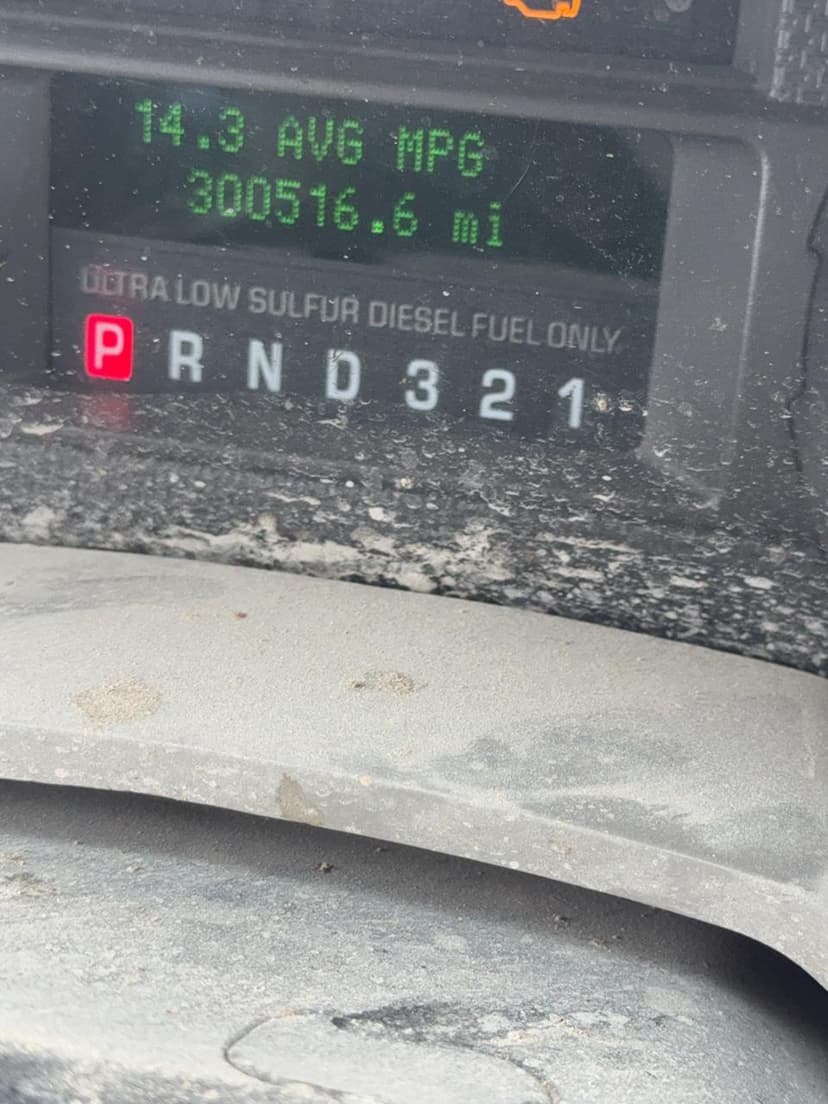 14.3 AVG MPG
300516.6 mi
ULTRA LOW SULFUR DIESEL FUEL ONLY
P R N D 3 2 1